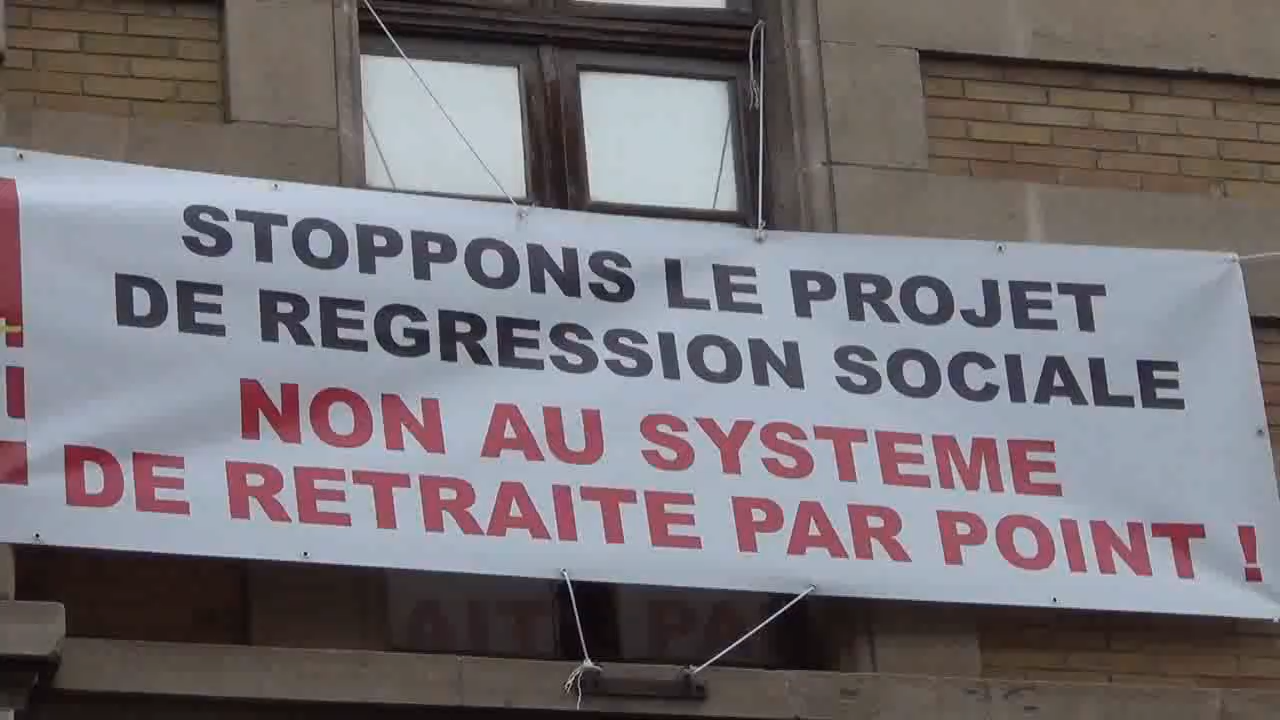 STOPPONS LE PROJET
DE REGRESSION SOCIALE
NON AU SYSTEME
DE RETRAITE PAR POINT !